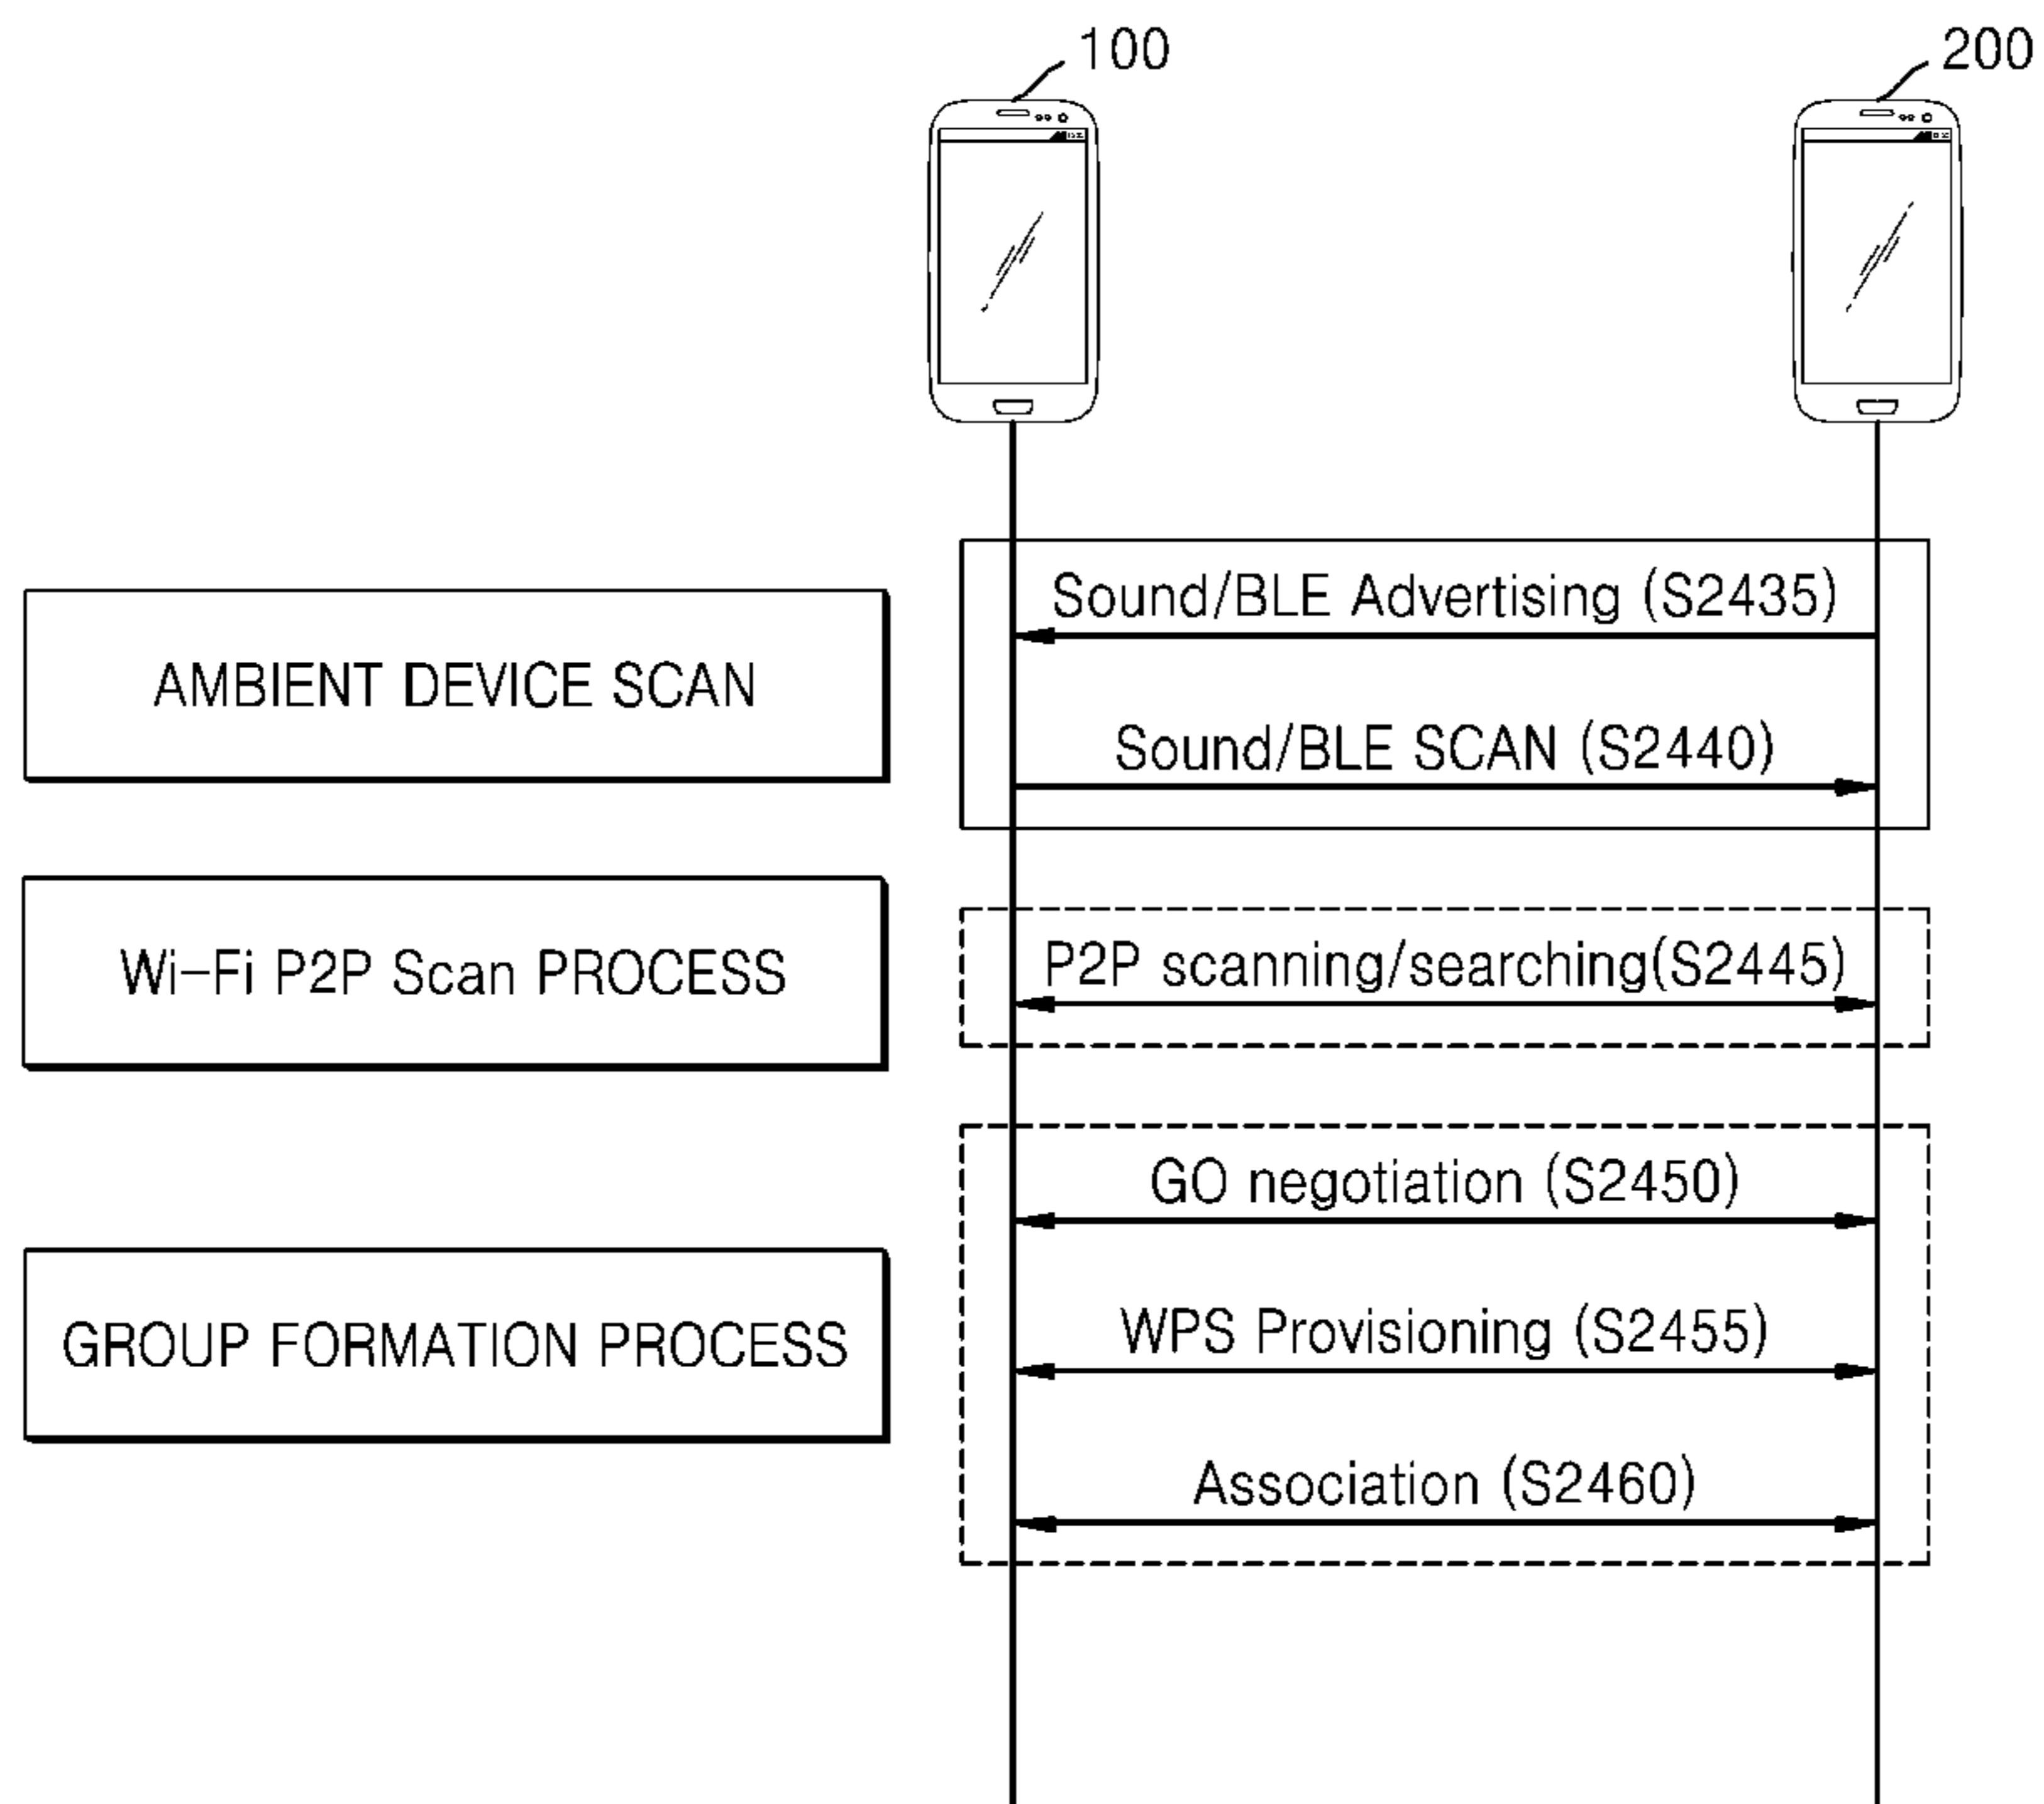 100
200
Sound/BLE Advertising (S2435)
AMBIENT DEVICE SCAN
Sound/BLE SCAN (S2440)
Wi-Fi P2P Scan PROCESS
P2P scanning/searching(S2445)
GO negotiation (S2450)
WPS Provisioning (S2455)
GROUP FORMATION PROCESS
Association (S2460)